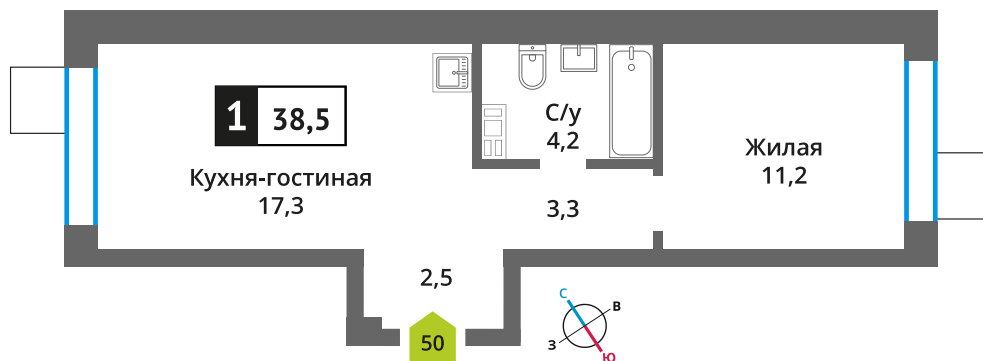 1 38,5
Кухня-гостиная
17,3
С/у
4,2
Жилая
11,2
3,3
2,5
50
С
В
З
Ю